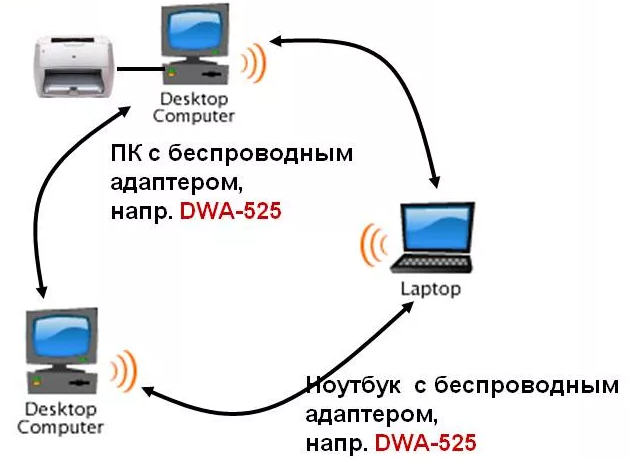 Desktop
Computer
ПК с беспроводным
адаптером,
напр. DWA-525
Laptop
Desktop
Computer
Ноутбук с беспроводным
адаптером,
напр. DWA-525